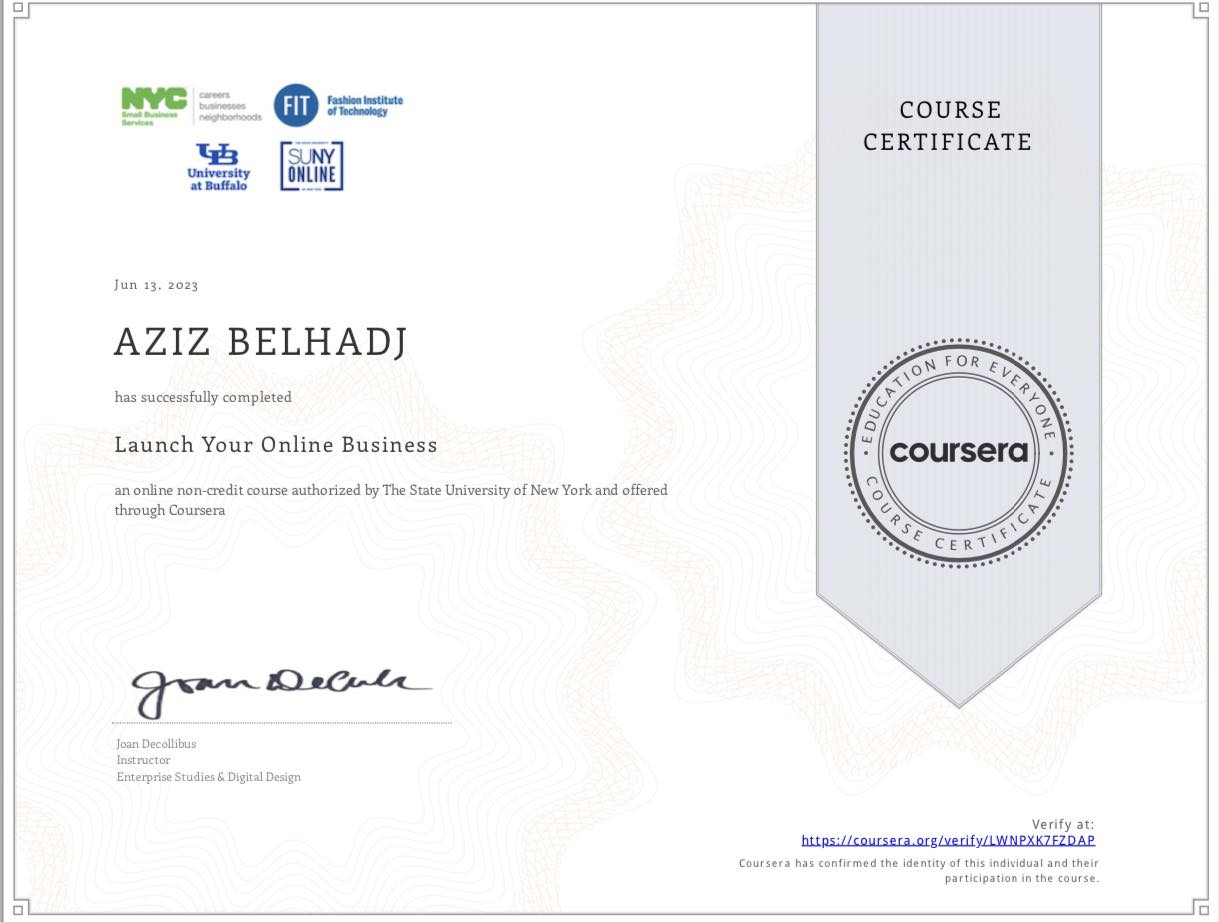 NYC
Small Business
Services
careers
businesses
neighborhoods
FIT
Fashion Institute
of Technology
UB
University
at Buffalo
SUNY
ONLINE
COURSE
CERTIFICATE
Jun 13, 2023
AZIZ BELHADJ
has successfully completed
Launch Your Online Business
an online non-credit course authorized by The State University of New York and offered
through Coursera
EDUCATION FOR EVERYONE
coursera
COURSE CERTIFICATE
Joan Decollibus
Instructor
Enterprise Studies & Digital Design
Verify at:
https://coursera.org/verify/LWNPXK7FZDAP
Coursera has confirmed the identity of this individual and their
participation in the course.